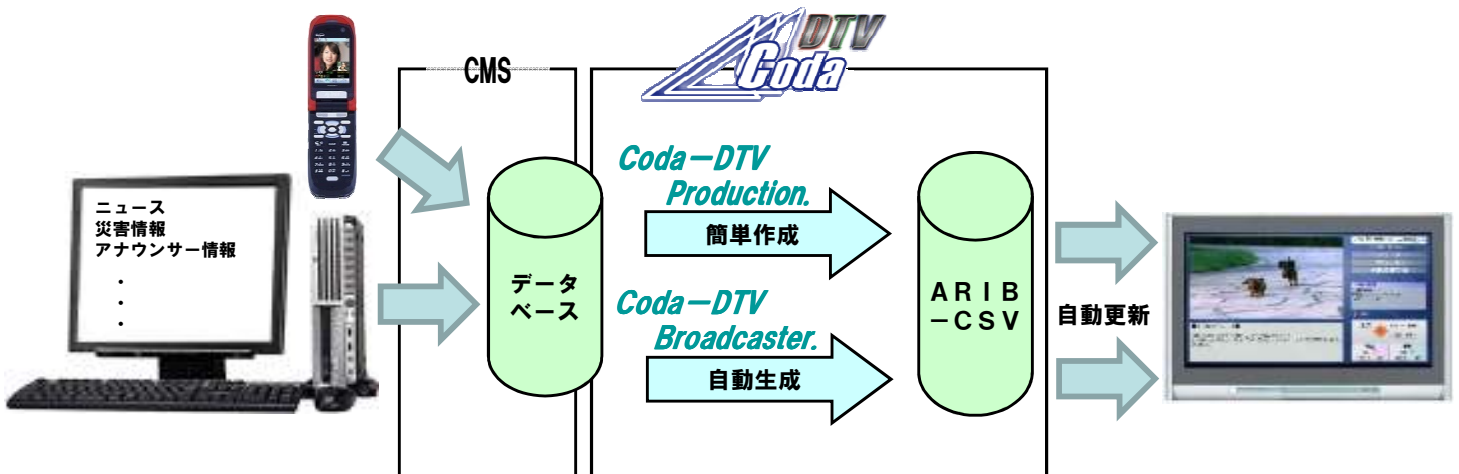 CMS
DTV
Coda
ニュース
災害情報
アナウンサー情報
・
・
・
データ
ベース
Coda－DTV
Production.
簡単作成
Coda－DTV
Broadcaster.
自動生成
ＡＲＩＢ
－ＣＳＶ
自動更新